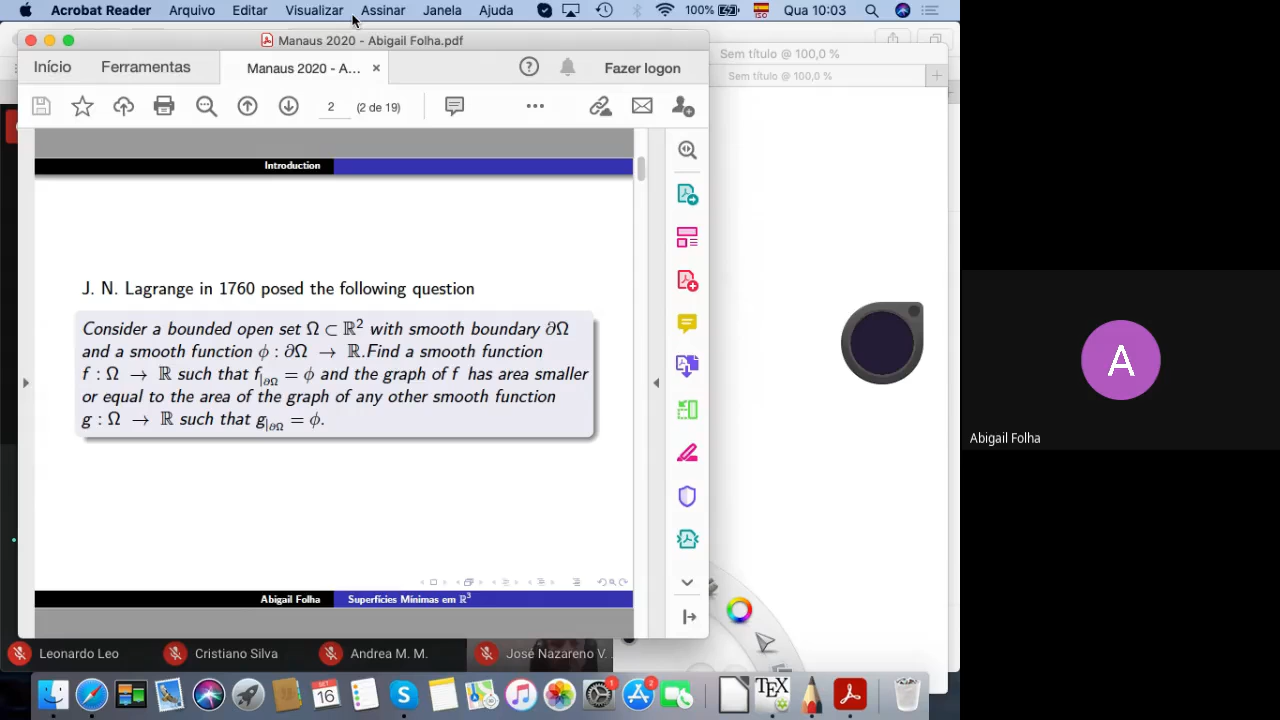 Acrobat Reader Arquivo Editar Visualizar Assinar Janela Ajuda 100% ISO Qua 10:03
Manaus 2020 - Abigail Folha.pdf
Sem título @ 100,0 %
Início Ferramentas Manaus 2020 - A... × Fazer logon
Sem título @ 100,0 %
2 (2 de 19)
Introduction
J. N. Lagrange in 1760 posed the following question
Consider a bounded open set Ω ⊂ ℝ² with smooth boundary ∂Ω
and a smooth function ϕ : ∂Ω → ℝ.Find a smooth function
f : Ω → ℝ such that f|∂Ω = ϕ and the graph of f has area smaller
or equal to the area of the graph of any other smooth function
g : Ω → ℝ such that g|∂Ω = ϕ.
A
Abigail Folha
Abigail Folha Superfícies Mínimas em ℝ³
Leonardo Leo Cristiano Silva Andrea M. M. José Nazareno V. ...
16
1
2
TEX